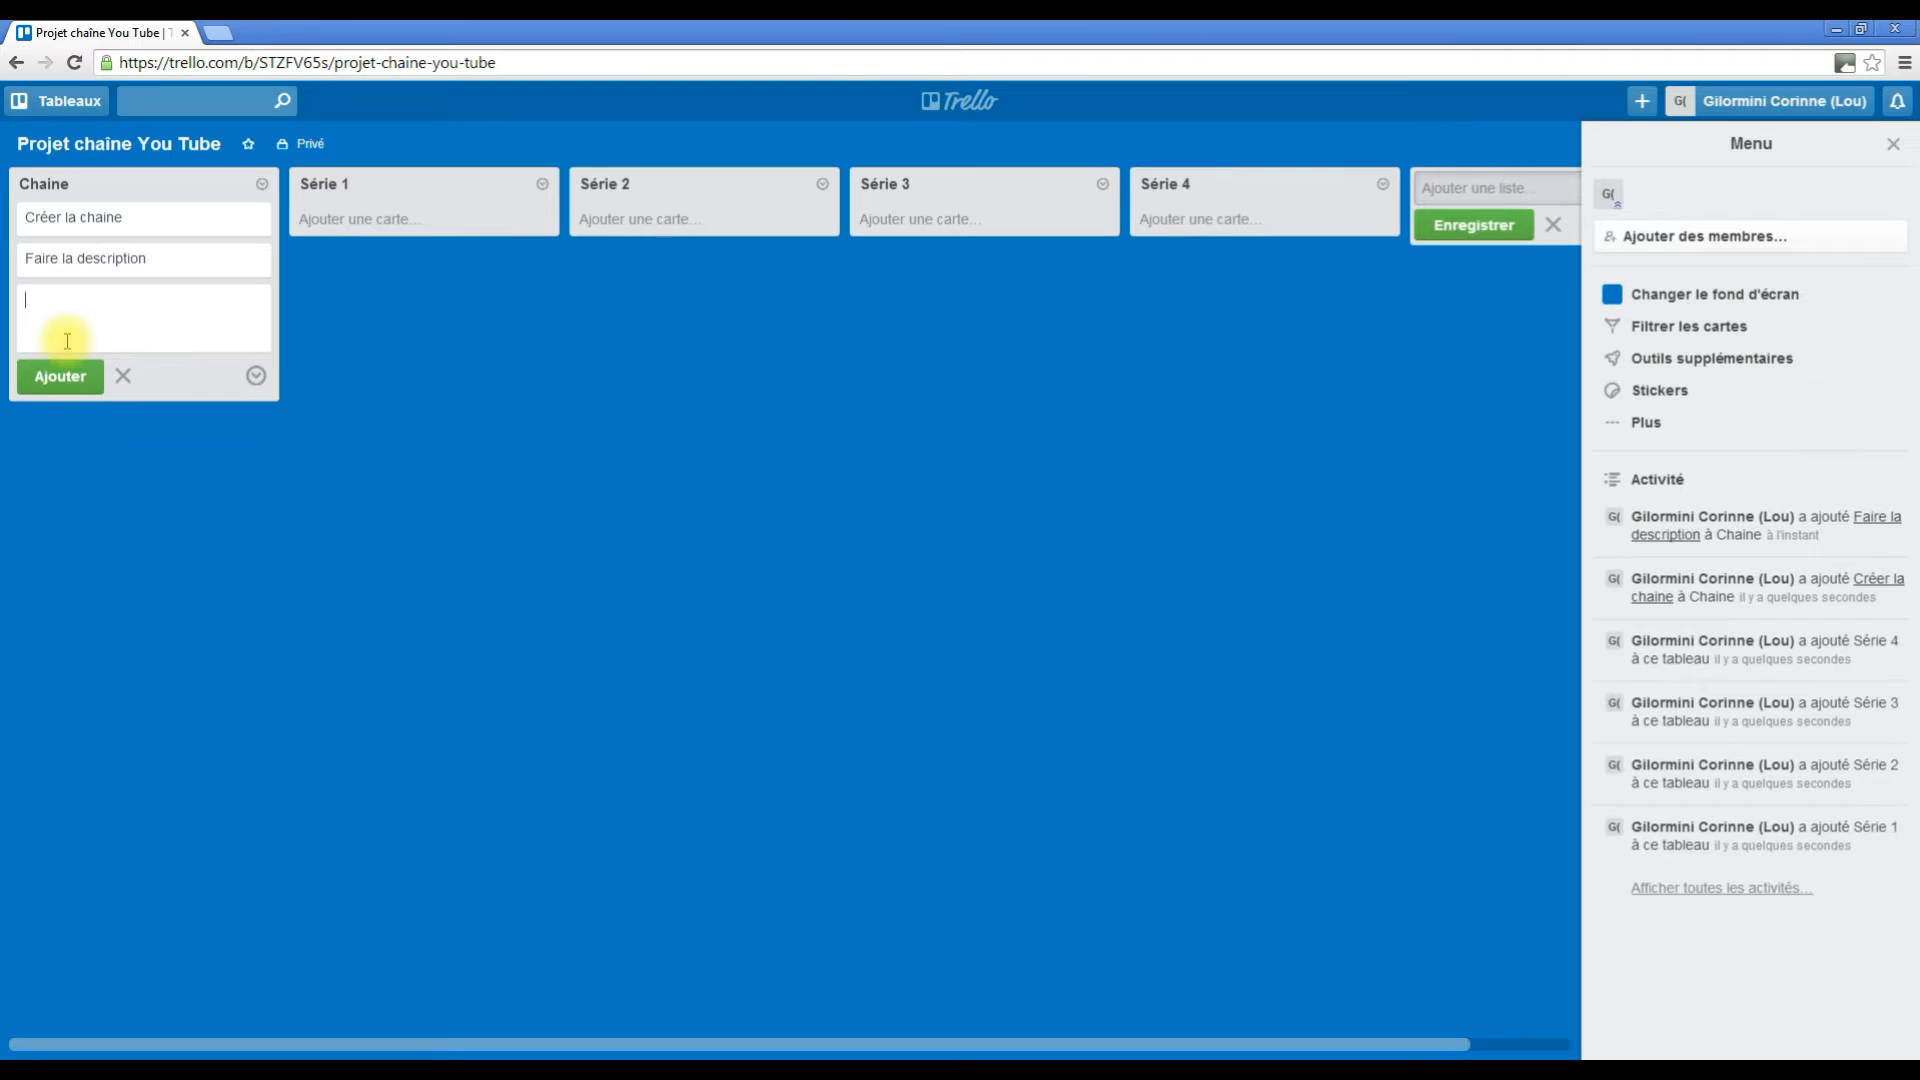 Projet chaîne You Tube | T
https://trello.com/b/STZFV65s/projet-chaine-you-tube
Tableaux
Trello
G( Gilormini Corinne (Lou)
Projet chaîne You Tube Privé
Chaine
Créer la chaine
Faire la description
Ajouter
Série 1
Ajouter une carte...
Série 2
Ajouter une carte...
Série 3
Ajouter une carte...
Série 4
Ajouter une carte...
Ajouter une liste...
Enregistrer
Menu
G(
Ajouter des membres...
Changer le fond d'écran
Filtrer les cartes
Outils supplémentaires
Stickers
Plus
Activité
G( Gilormini Corinne (Lou) a ajouté Faire la
description à Chaine à l'instant
G( Gilormini Corinne (Lou) a ajouté Créer la
chaine à Chaine il y a quelques secondes
G( Gilormini Corinne (Lou) a ajouté Série 4
à ce tableau il y a quelques secondes
G( Gilormini Corinne (Lou) a ajouté Série 3
à ce tableau il y a quelques secondes
G( Gilormini Corinne (Lou) a ajouté Série 2
à ce tableau il y a quelques secondes
G( Gilormini Corinne (Lou) a ajouté Série 1
à ce tableau il y a quelques secondes
Afficher toutes les activités...